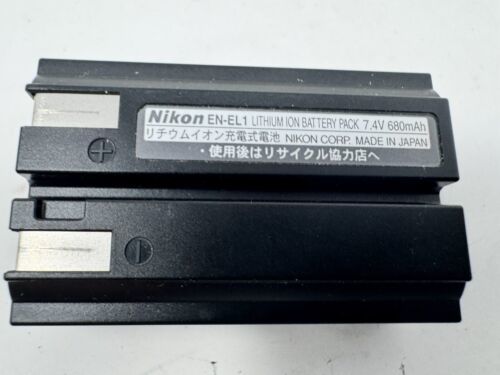 Nikon EN-EL1 LITHIUM ION BATTERY PACK 7.4V 680mAh
リチウムイオン充電式電池 NIKON CORP. MADE IN JAPAN
・使用後はリサイクル協力店へ
+
−